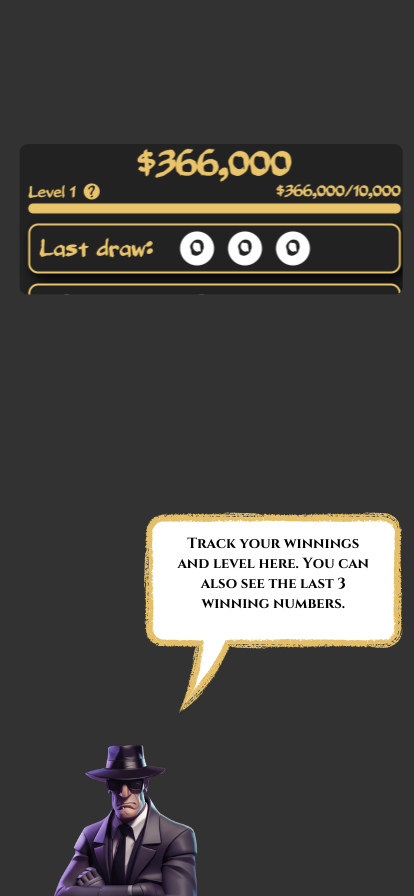 $366,000
Level 1 ?
$366,000/10,000
Last draw: 0 0 0
Track your winnings
and level here. You can
also see the last 3
winning numbers.